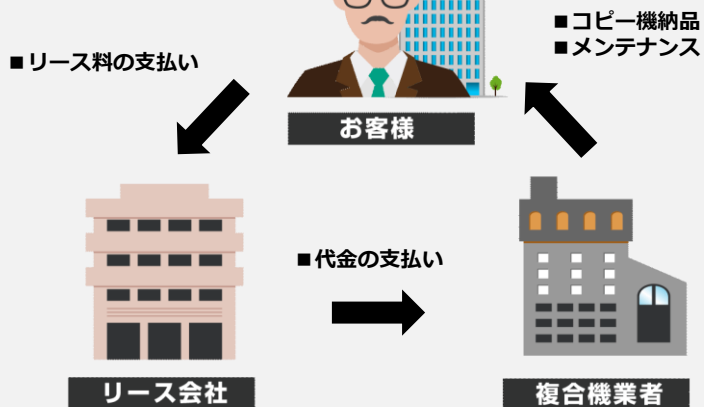 ■コピー機納品
■メンテナンス
■リース料の支払い
お客様
■代金の支払い
リース会社
複合機業者